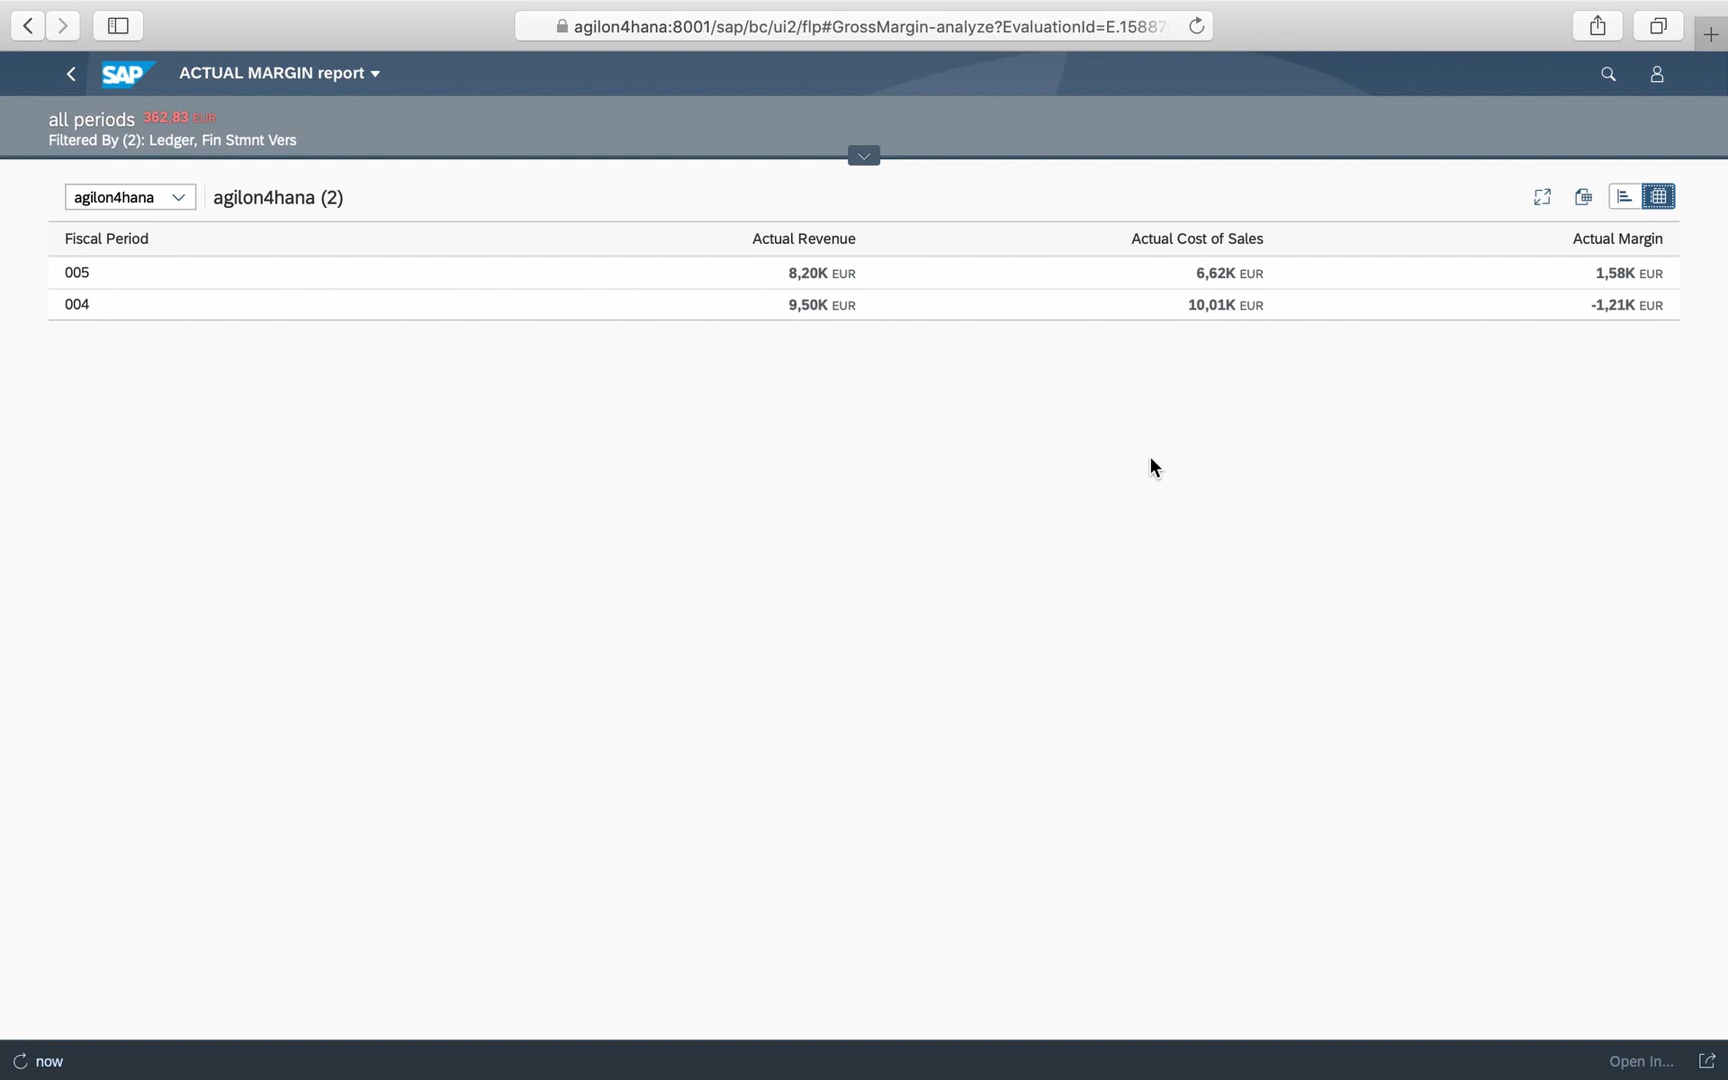 agilon4hana:8001/sap/bc/ui2/flp#GrossMargin-analyze?EvaluationId=E.1588
SAP ACTUAL MARGIN report
all periods 362,83 EUR
Filtered By (2): Ledger, Fin Stmnt Vers
agilon4hana agilon4hana (2)
Fiscal Period Actual Revenue Actual Cost of Sales Actual Margin
005 8,20K EUR 6,62K EUR 1,58K EUR
004 9,50K EUR 10,01K EUR -1,21K EUR
now Open In...